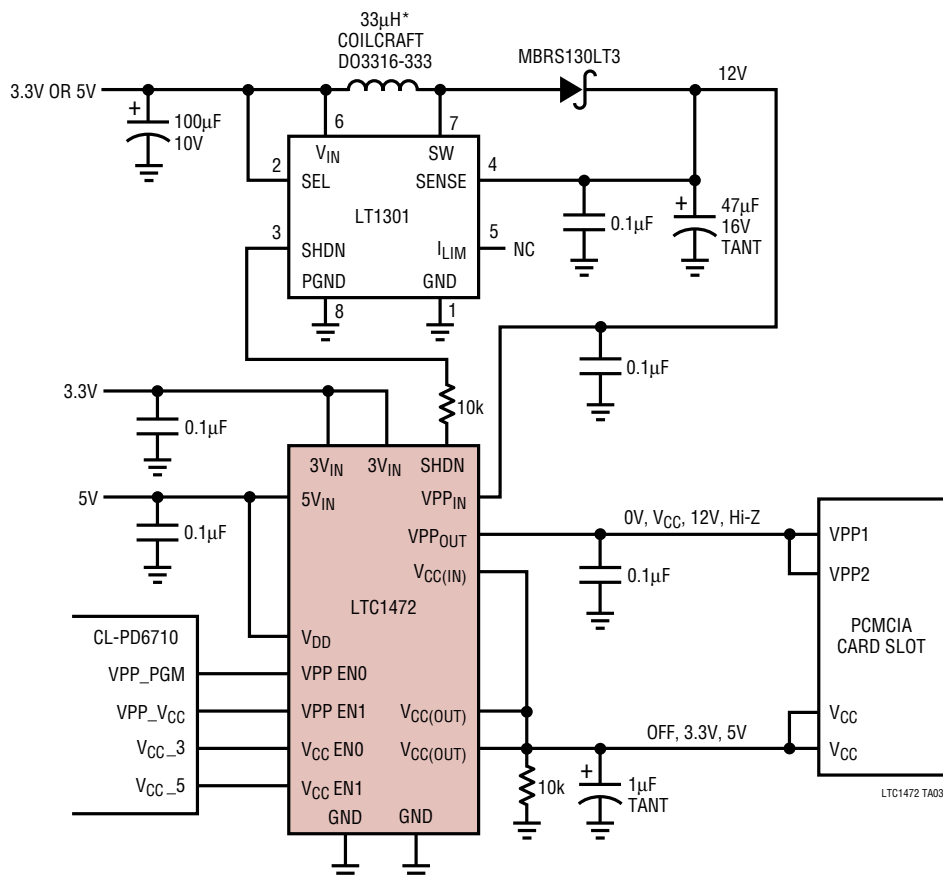 33µH*
COILCRAFT
DO3316-333
MBRS130LT3
12V
3.3V OR 5V
+
100µF
10V
6
7
VIN
SW
2
SEL
SENSE
4
LT1301
+
47µF
16V
TANT
0.1µF
3
SHDN
ILIM
5
NC
PGND
GND
8
1
0.1µF
3.3V
10k
0.1µF
3VIN
3VIN
SHDN
5V
5VIN
VPPIN
0.1µF
0V, VCC, 12V, Hi-Z
VPPOUT
VPP1
0.1µF
VCC(IN)
VPP2
LTC1472
PCMCIA
CARD SLOT
CL-PD6710
VDD
VPP_PGM
VPP EN0
VPP_VCC
VPP EN1
VCC(OUT)
VCC
VCC_3
VCC EN0
VCC(OUT)
OFF, 3.3V, 5V
VCC
VCC_5
VCC EN1
10k
+
1µF
TANT
GND
GND
LTC1472 TA03